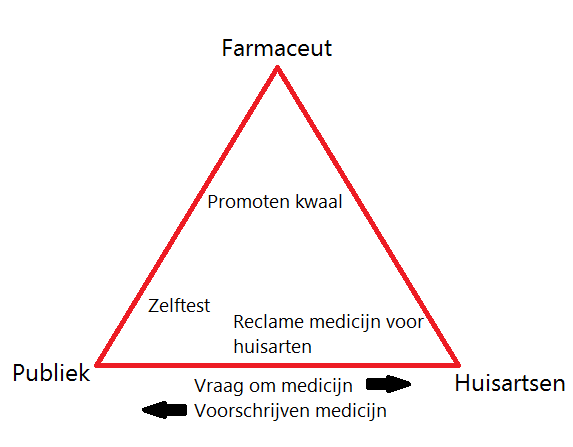 Farmaceut
Promoten kwaal
Zelftest
Reclame medicijn voor
huisarten
Publiek
Huisartsen
Vraag om medicijn
Voorschrijven medicijn